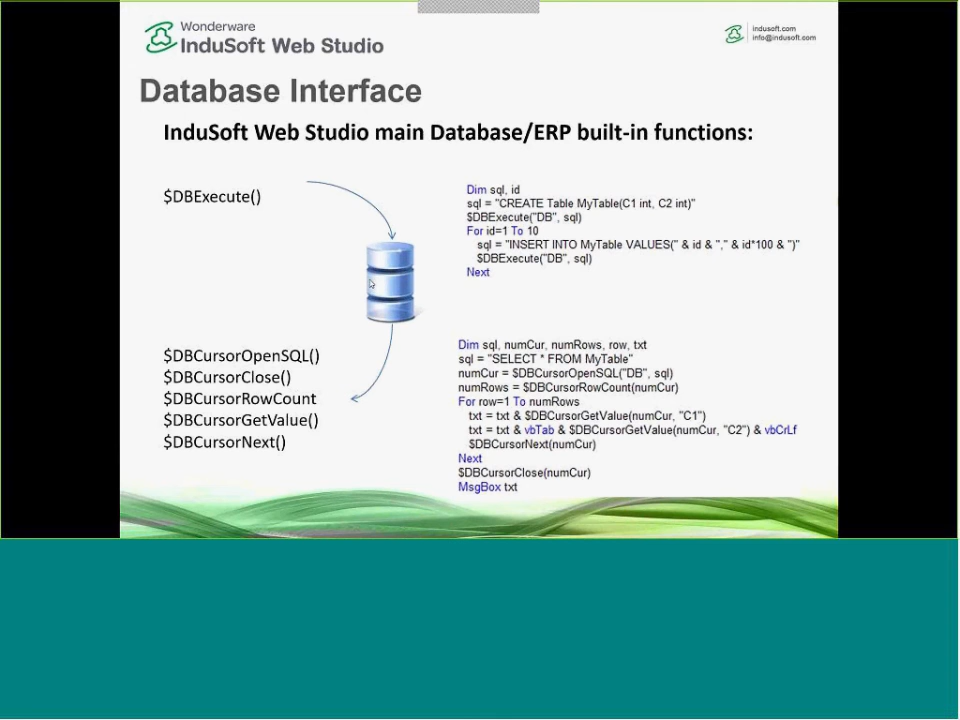 Wonderware
InduSoft Web Studio
indusoft.com
info@indusoft.com
Database Interface
InduSoft Web Studio main Database/ERP built-in functions:
$DBExecute()
Dim sql, id
sql = "CREATE Table MyTable(C1 int, C2 int)"
$DBExecute("DB", sql)
For id=1 To 10
sql = "INSERT INTO MyTable VALUES(" & id & "," & id*100 & ")"
$DBExecute("DB", sql)
Next
$DBCursorOpenSQL()
$DBCursorClose()
$DBCursorRowCount
$DBCursorGetValue()
$DBCursorNext()
Dim sql, numCur, numRows, row, txt
sql = "SELECT * FROM MyTable"
numCur = $DBCursorOpenSQL("DB", sql)
numRows = $DBCursorRowCount(numCur)
For row=1 To numRows
txt = txt & $DBCursorGetValue(numCur, "C1")
txt = txt & vbTab & $DBCursorGetValue(numCur, "C2") & vbCrLf
$DBCursorNext(numCur)
Next
$DBCursorClose(numCur)
MsgBox txt